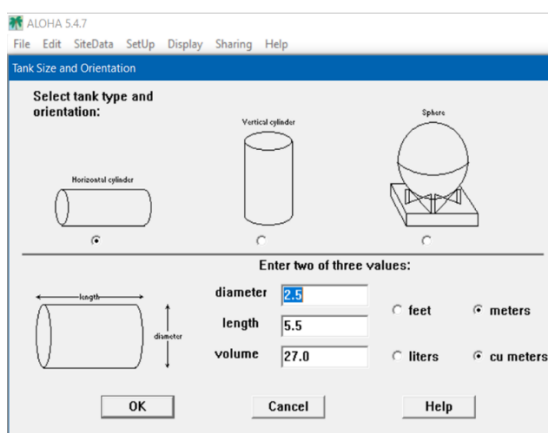 ALOHA 5.4.7
File Edit SiteData SetUp Display Sharing Help
Tank Size and Orientation
Select tank type and
orientation:
Horizontal cylinder
Vertical cylinder
Sphere
Enter two of three values:
length
diameter
diameter 2.5
length 5.5
volume 27.0
feet meters
liters cu meters
OK Cancel Help